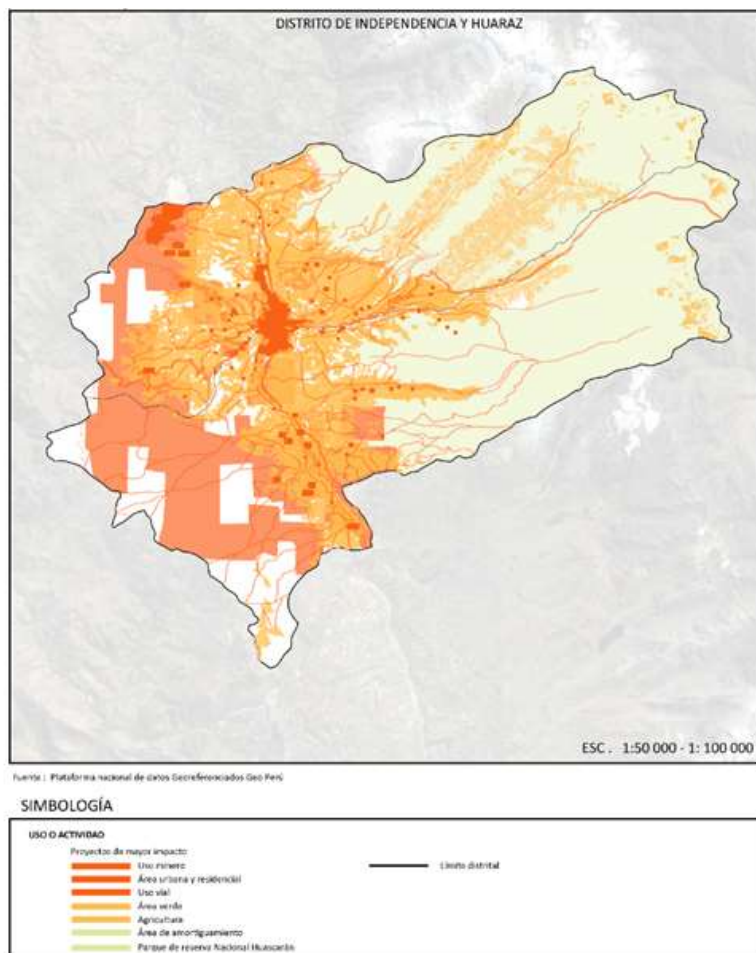 DISTRITO DE INDEPENDENCIA Y HUARAZ
ESC . 1:50 000 - 1: 100 000
Fuente : Plataforma nacional de datos Georeferenciados Geo Perú
SIMBOLOGÍA
USO O ACTIVIDAD
Proyectos de mayor impacto
Uso minero
Área urbana y residencial
Uso vial
Área verde
Agricultura
Área de amortiguamiento
Parque de reserva Nacional Huascarán
Límite distrital